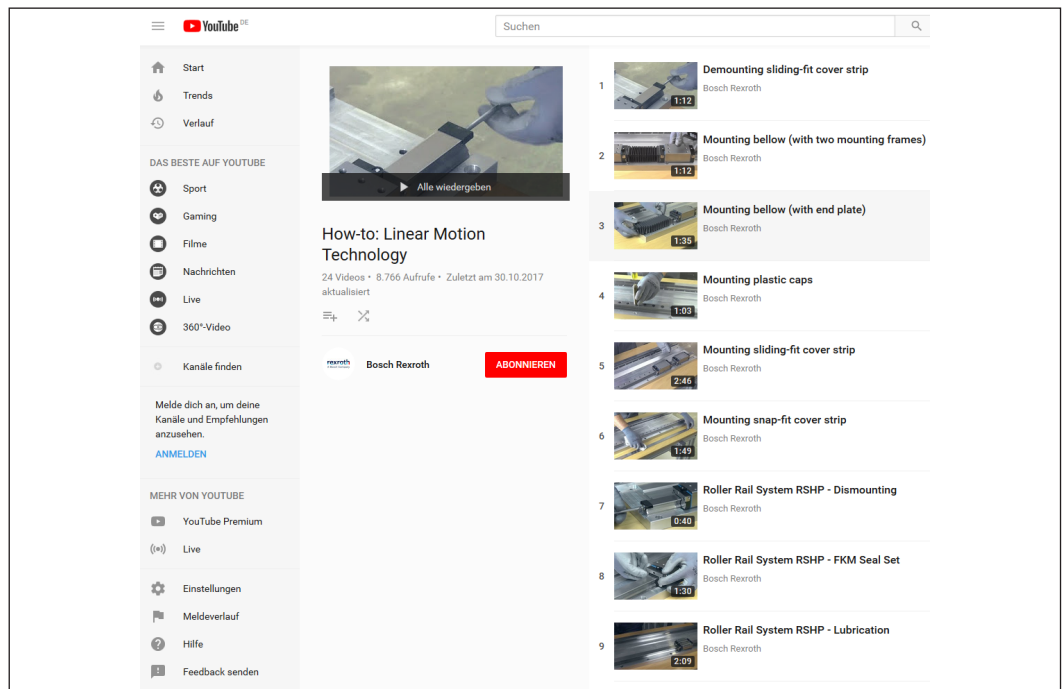 YouTube DE
Suchen
Start
Trends
Verlauf
DAS BESTE AUF YOUTUBE
Sport
Gaming
Filme
Nachrichten
Live
360°-Video
Kanäle finden
Melde dich an, um deine
Kanäle und Empfehlungen
anzusehen.
ANMELDEN
MEHR VON YOUTUBE
YouTube Premium
Live
Einstellungen
Meldeverlauf
Hilfe
Feedback senden
Alle wiedergeben
How-to: Linear Motion
Technology
24 Videos • 8.766 Aufrufe • Zuletzt am 30.10.2017
aktualisiert
rexroth
Bosch Rexroth
ABONNIEREN
1
1:12
Demounting sliding-fit cover strip
Bosch Rexroth
2
1:12
Mounting bellow (with two mounting frames)
Bosch Rexroth
3
1:35
Mounting bellow (with end plate)
Bosch Rexroth
4
1:03
Mounting plastic caps
Bosch Rexroth
5
2:46
Mounting sliding-fit cover strip
Bosch Rexroth
6
1:49
Mounting snap-fit cover strip
Bosch Rexroth
7
0:40
Roller Rail System RSHP - Dismounting
Bosch Rexroth
8
1:30
Roller Rail System RSHP - FKM Seal Set
Bosch Rexroth
9
2:09
Roller Rail System RSHP - Lubrication
Bosch Rexroth